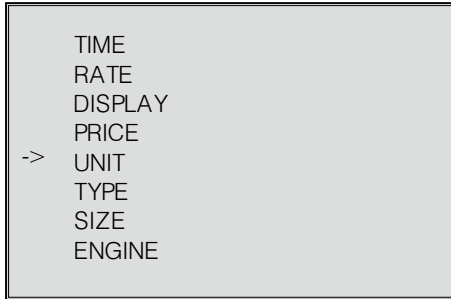 TIME
RATE
DISPLAY
PRICE
-> UNIT
TYPE
SIZE
ENGINE